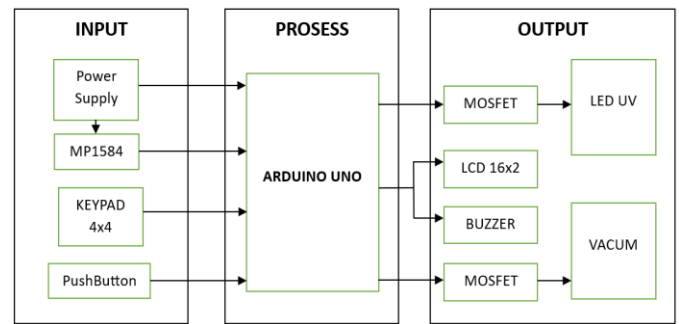 INPUT
Power
Supply
MP1584
KEYPAD
4x4
PushButton
PROSESS
ARDUINO UNO
OUTPUT
MOSFET
LED UV
LCD 16x2
BUZZER
MOSFET
VACUM